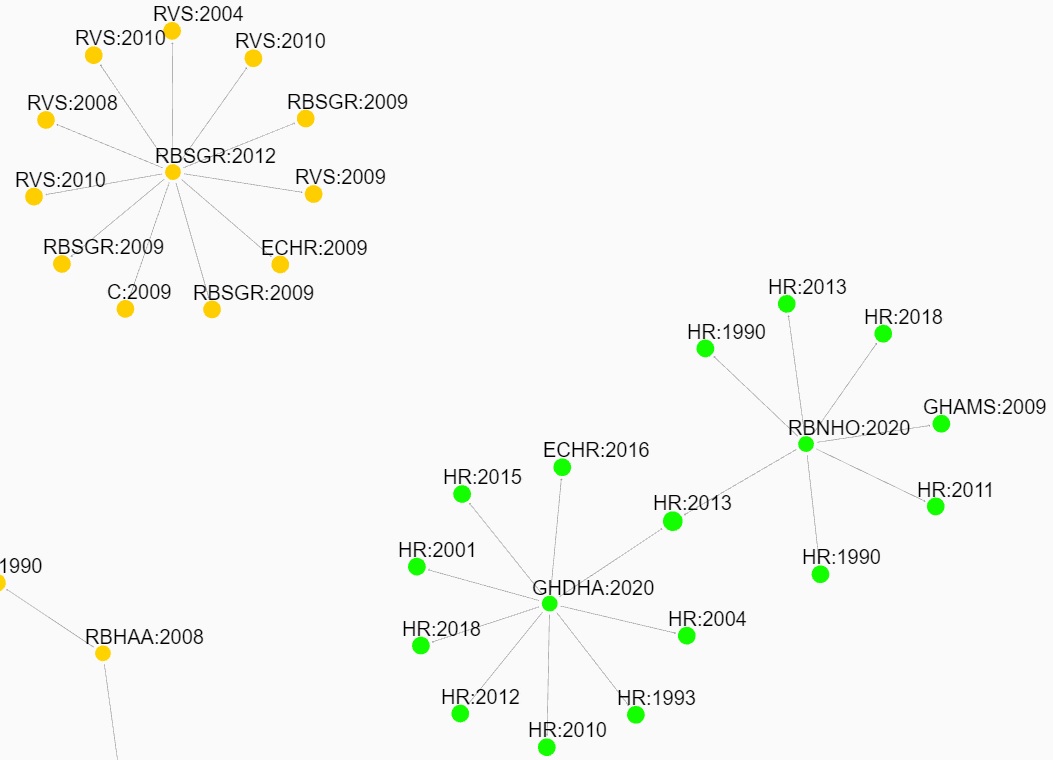 RVS:2004
RVS:2010
RVS:2010
RVS:2008
RBSGR:2009
RBSGR:2012
RVS:2010
RVS:2009
RBSGR:2009
ECHR:2009
C:2009
RBSGR:2009
HR:2013
HR:1990
HR:2018
GHAMS:2009
RBNHO:2020
ECHR:2016
HR:2015
HR:2013
HR:2011
HR:2001
HR:1990
1990
GHDHA:2020
HR:2018
HR:2004
RBHAA:2008
HR:2012
HR:1993
HR:2010